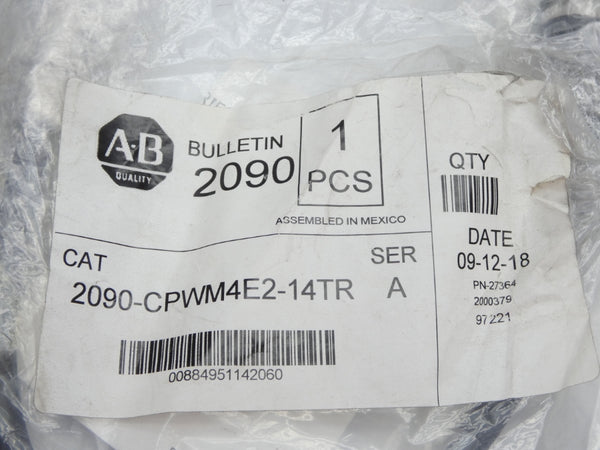 A·B
QUALITY
BULLETIN
2090
1
PCS
ASSEMBLED IN MEXICO
CAT
2090-CPWM4E2-14TR
SER
A
00884951142060
QTY
DATE
09-12-18
PN-27364
2000379
97221